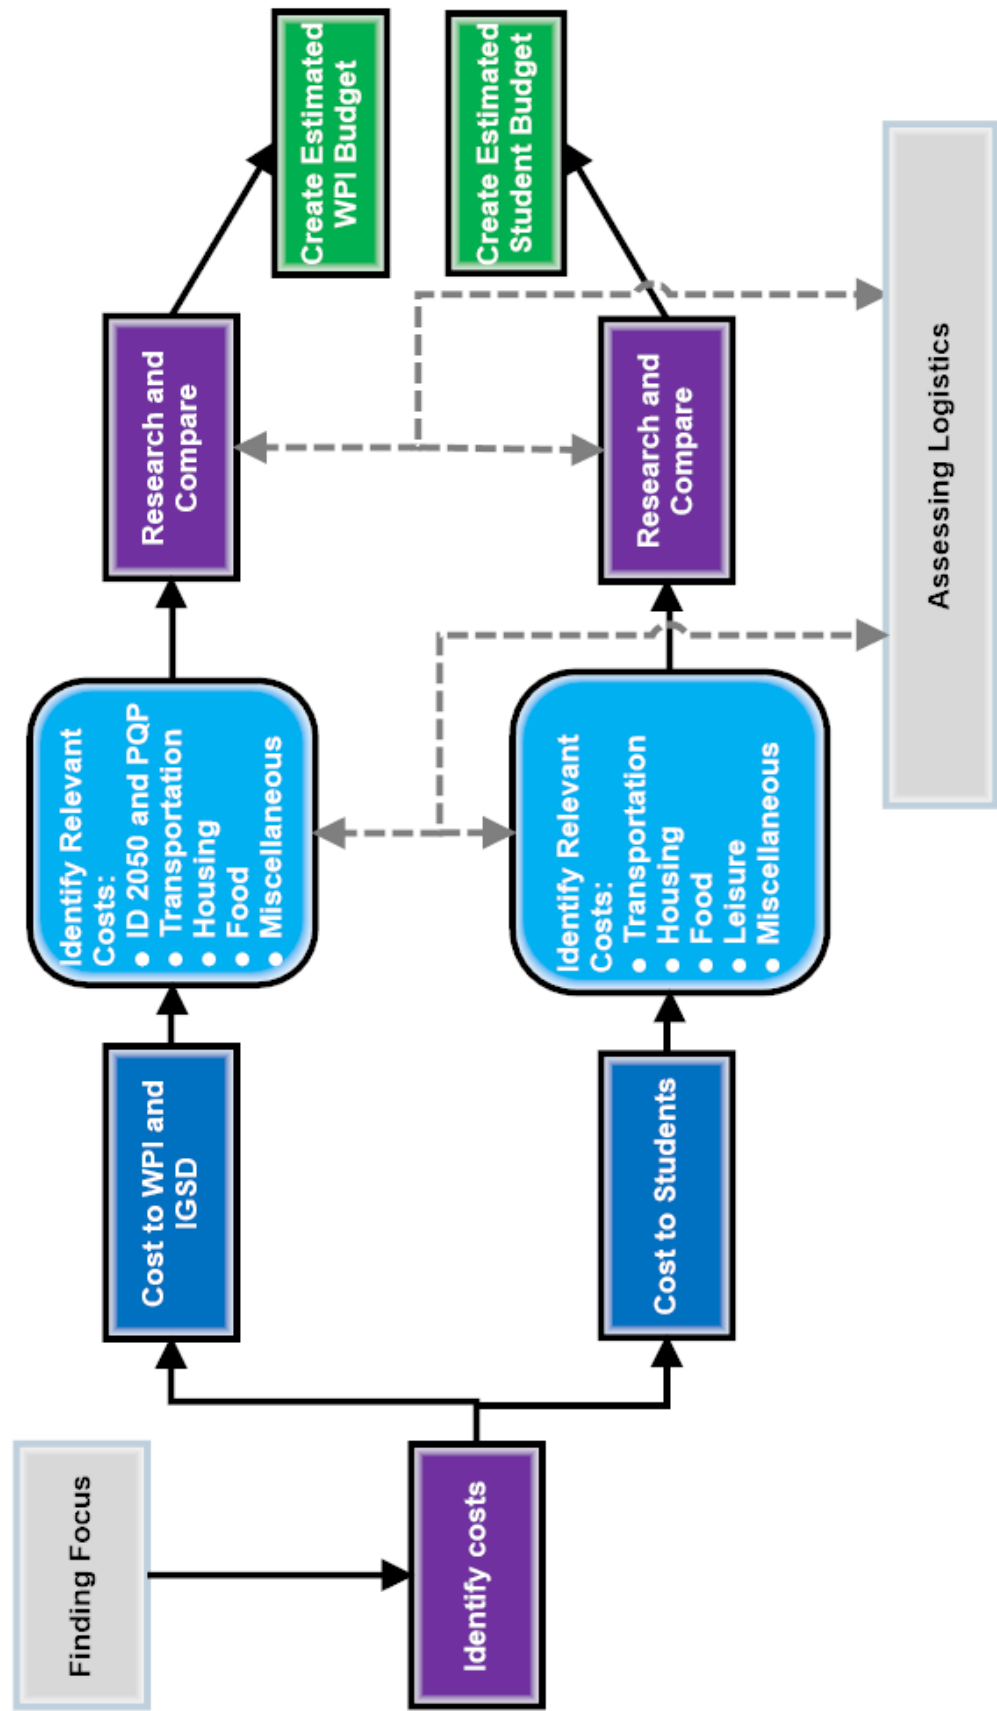 Finding Focus
Identify costs
Cost to WPI and
IGSD
Identify Relevant
Costs:
● ID 2050 and PQP
● Transportation
● Housing
● Food
● Miscellaneous
Research and
Compare
Create Estimated
WPI Budget
Cost to Students
Identify Relevant
Costs:
● Transportation
● Housing
● Food
● Leisure
● Miscellaneous
Research and
Compare
Create Estimated
Student Budget
Assessing Logistics